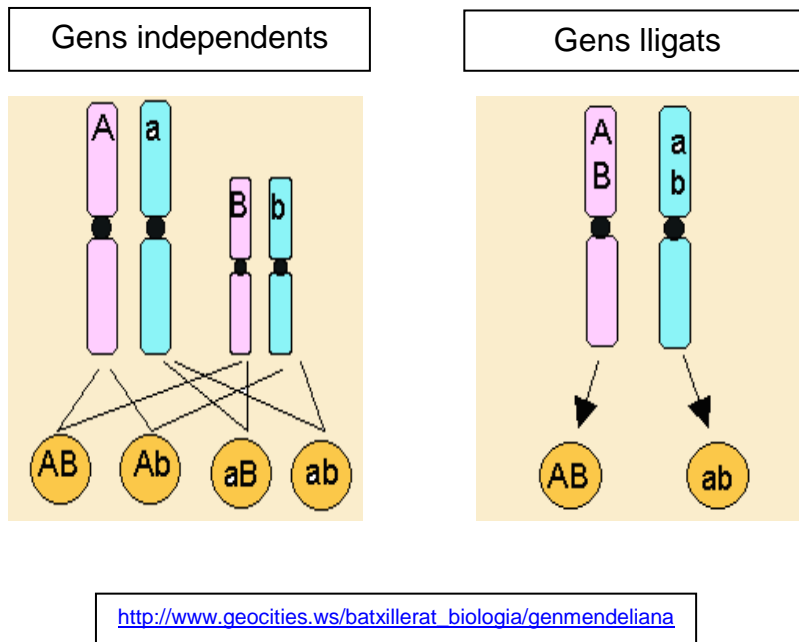 Gens independents
Gens lligats
A a
B b
AB Ab aB ab
A a
B b
AB ab
http://www.geocities.ws/batxillerat_biologia/genmendeliana